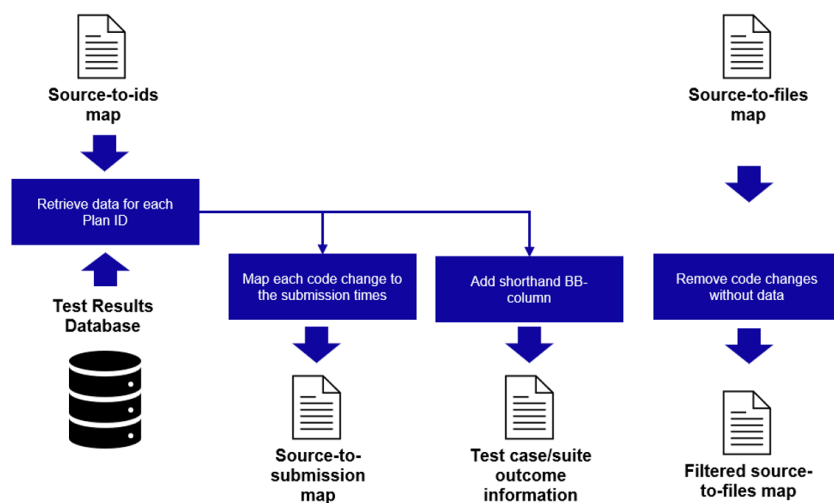 Source-to-ids
map
Source-to-files
map
Retrieve data for each
Plan ID
Map each code change to
the submission times
Add shorthand BB-
column
Remove code changes
without data
Test Results
Database
Source-to-
submission
map
Test case/suite
outcome
information
Filtered source-
to-files map